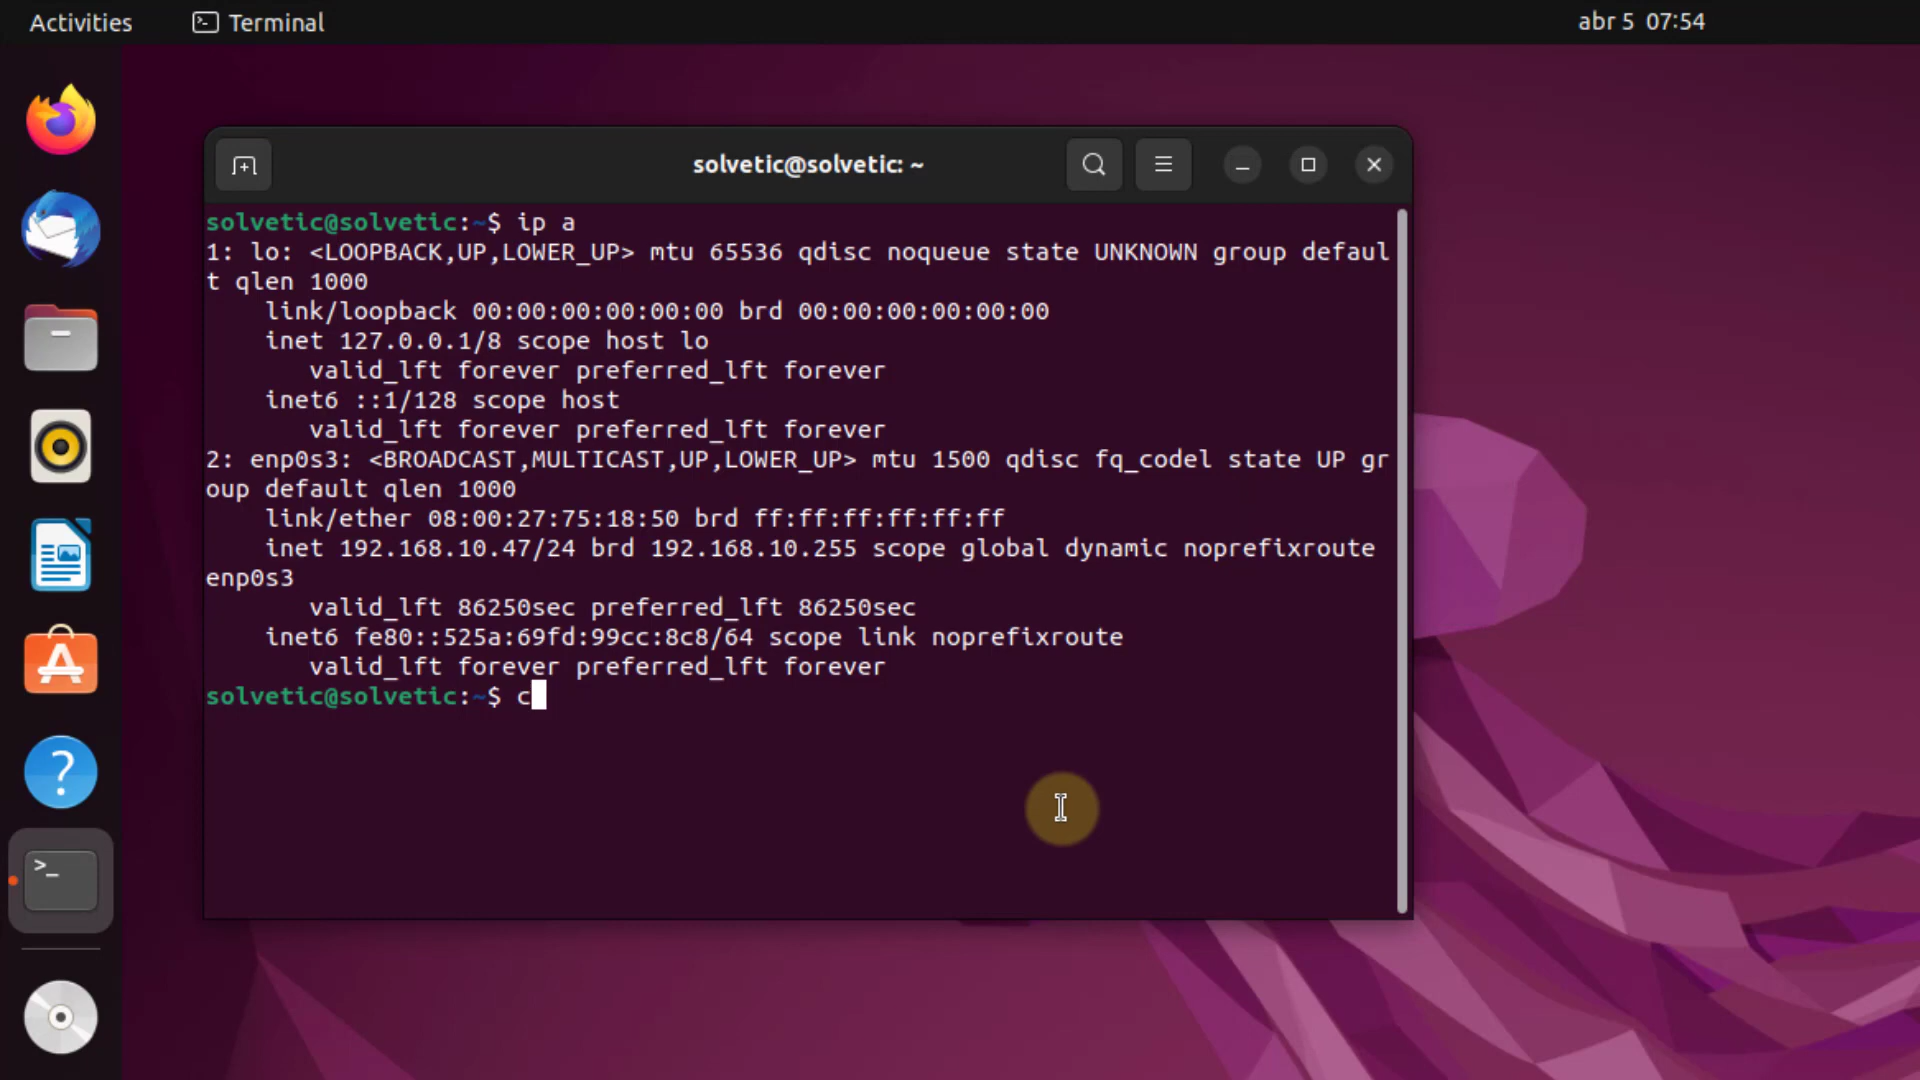 Activities
Terminal
abr 5 07:54
solvetic@solvetic: ~
solvetic@solvetic:~$ ip a
1: lo: <LOOPBACK,UP,LOWER_UP> mtu 65536 qdisc noqueue state UNKNOWN group defaul
t qlen 1000
    link/loopback 00:00:00:00:00:00 brd 00:00:00:00:00:00
    inet 127.0.0.1/8 scope host lo
       valid_lft forever preferred_lft forever
    inet6 ::1/128 scope host
       valid_lft forever preferred_lft forever
2: enp0s3: <BROADCAST,MULTICAST,UP,LOWER_UP> mtu 1500 qdisc fq_codel state UP gr
oup default qlen 1000
    link/ether 08:00:27:75:18:50 brd ff:ff:ff:ff:ff:ff
    inet 192.168.10.47/24 brd 192.168.10.255 scope global dynamic noprefixroute
enp0s3
       valid_lft 86250sec preferred_lft 86250sec
    inet6 fe80::525a:69fd:99cc:8c8/64 scope link noprefixroute
       valid_lft forever preferred_lft forever
solvetic@solvetic:~$ c